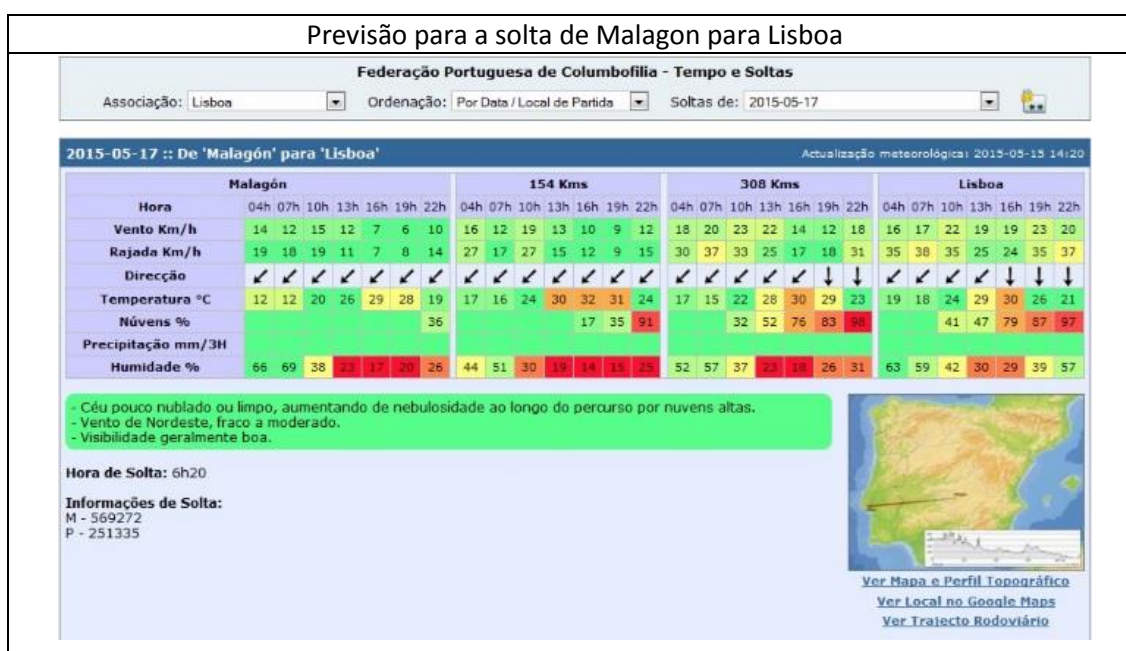 Previsão para a solta de Malagon para Lisboa
Federação Portuguesa de Columbofilia - Tempo e Soltas
Associação: Lisboa Ordenação: Por Data / Local de Partida Soltas de: 2015-05-17
2015-05-17 :: De 'Malagón' para 'Lisboa' Actualização meteorológica: 2015-05-15 14:20
Malagón 154 Kms 308 Kms Lisboa
Hora 04h 07h 10h 13h 16h 19h 22h 04h 07h 10h 13h 16h 19h 22h 04h 07h 10h 13h 16h 19h 22h 04h 07h 10h 13h 16h 19h 22h
Vento Km/h 14 12 15 12 7 6 10 16 12 19 13 10 9 12 18 20 23 22 14 12 18 16 17 22 19 19 23 20
Rajada Km/h 19 18 19 11 7 8 14 27 17 27 15 12 9 15 30 37 33 25 17 18 31 35 38 35 25 24 35 37
Direcção
Temperatura ºC 12 12 20 26 29 28 19 17 16 24 30 32 31 24 17 15 22 28 30 29 23 19 18 24 29 30 26 21
Núvens % 36 17 35 91 32 52 76 83 98 41 47 79 87 97
Precipitação mm/3H
Humidade % 66 69 38 23 17 20 26 44 51 30 19 14 15 25 52 57 37 23 18 26 31 63 59 42 30 29 39 57
- Céu pouco nublado ou limpo, aumentando de nebulosidade ao longo do percurso por nuvens altas.
- Vento de Nordeste, fraco a moderado.
- Visibilidade geralmente boa.
Hora de Solta: 6h20
Informações de Solta:
M - 569272
P - 251335
Ver Mapa e Perfil Topográfico
Ver Local no Google Maps
Ver Trajecto Rodoviário